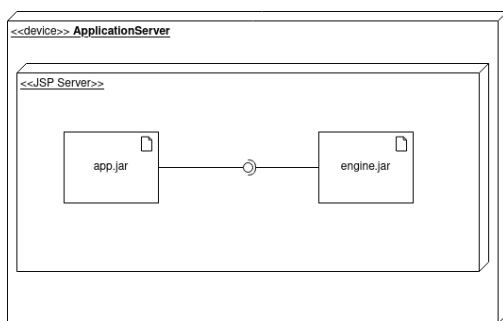 <<device>> ApplicationServer
<<JSP Server>>
app.jar
engine.jar